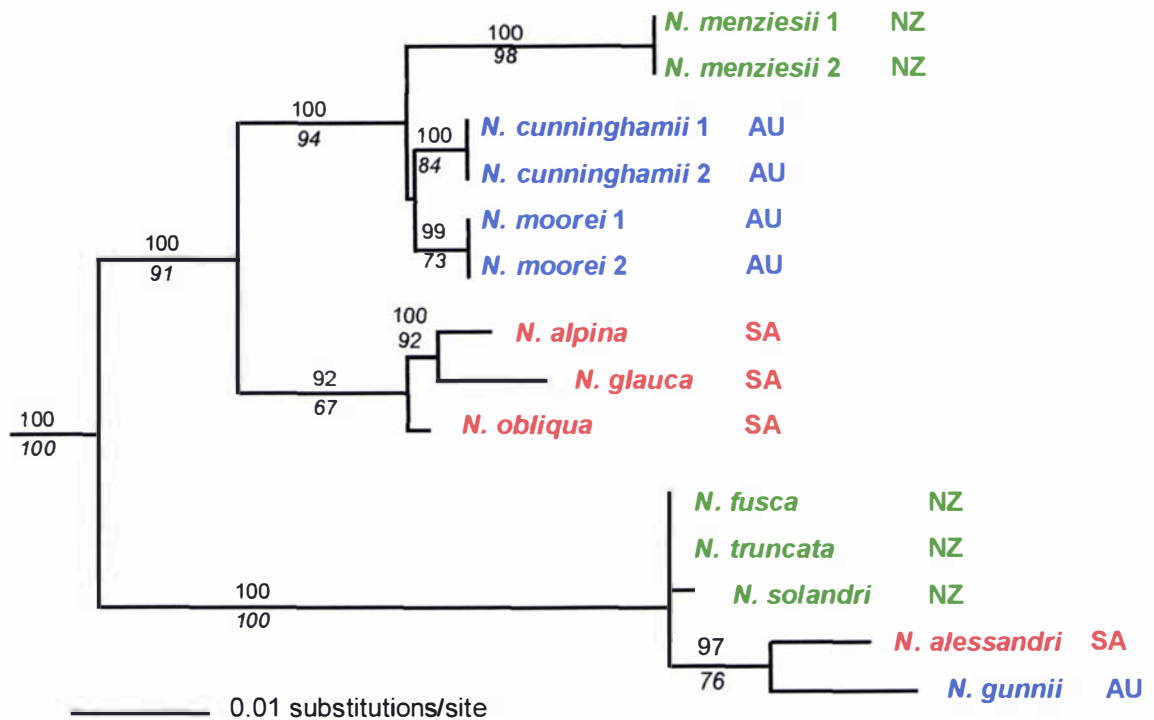 100
98
N. menziesii 1 NZ
N. menziesii 2 NZ
100
94
100
84
N. cunninghamii 1 AU
N. cunninghamii 2 AU
99
73
N. moorei 1 AU
N. moorei 2 AU
100
91
100
92
N. alpina SA
N. glauca SA
92
67
N. obliqua SA
100
100
N. fusca NZ
N. truncata NZ
100
100
N. solandri NZ
97
76
N. alessandri SA
N. gunnii AU
0.01 substitutions/site